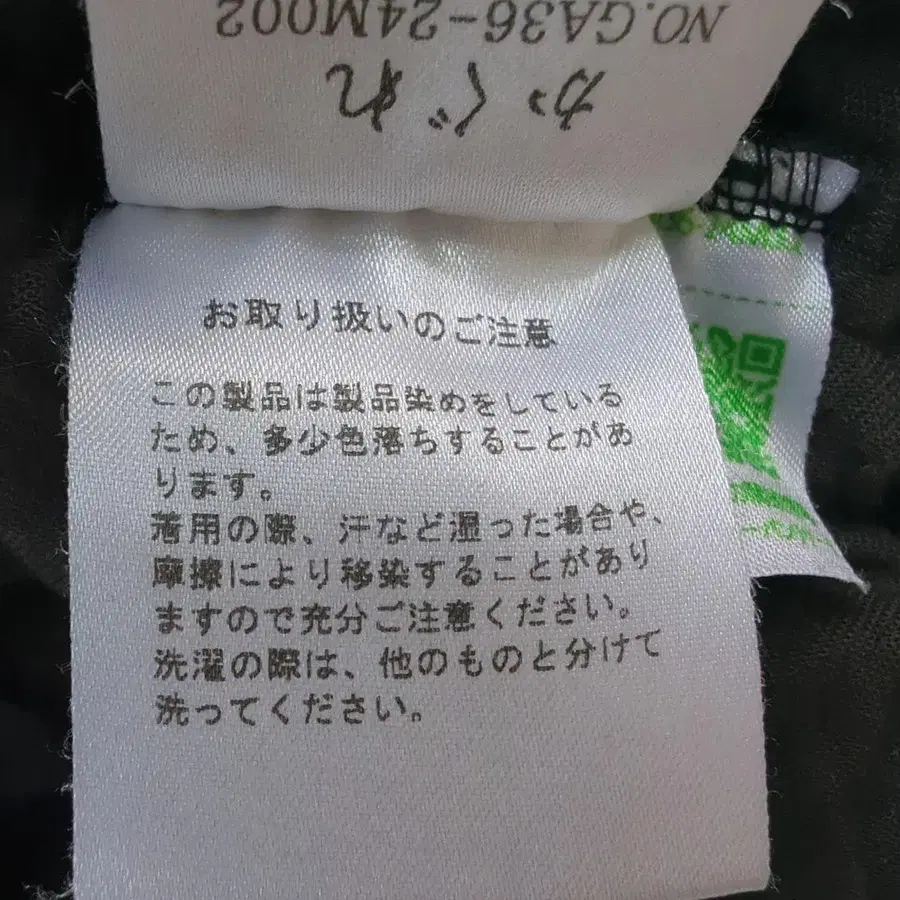 NO.GA36-24M002
かぐれ
お取り扱いのご注意
この製品は製品染めをしている
ため、多少色落ちすることがあ
ります。
着用の際、汗など湿った場合や、
摩擦により移染することがあり
ますので充分ご注意ください。
洗濯の際は、他のものと分けて
洗ってください。